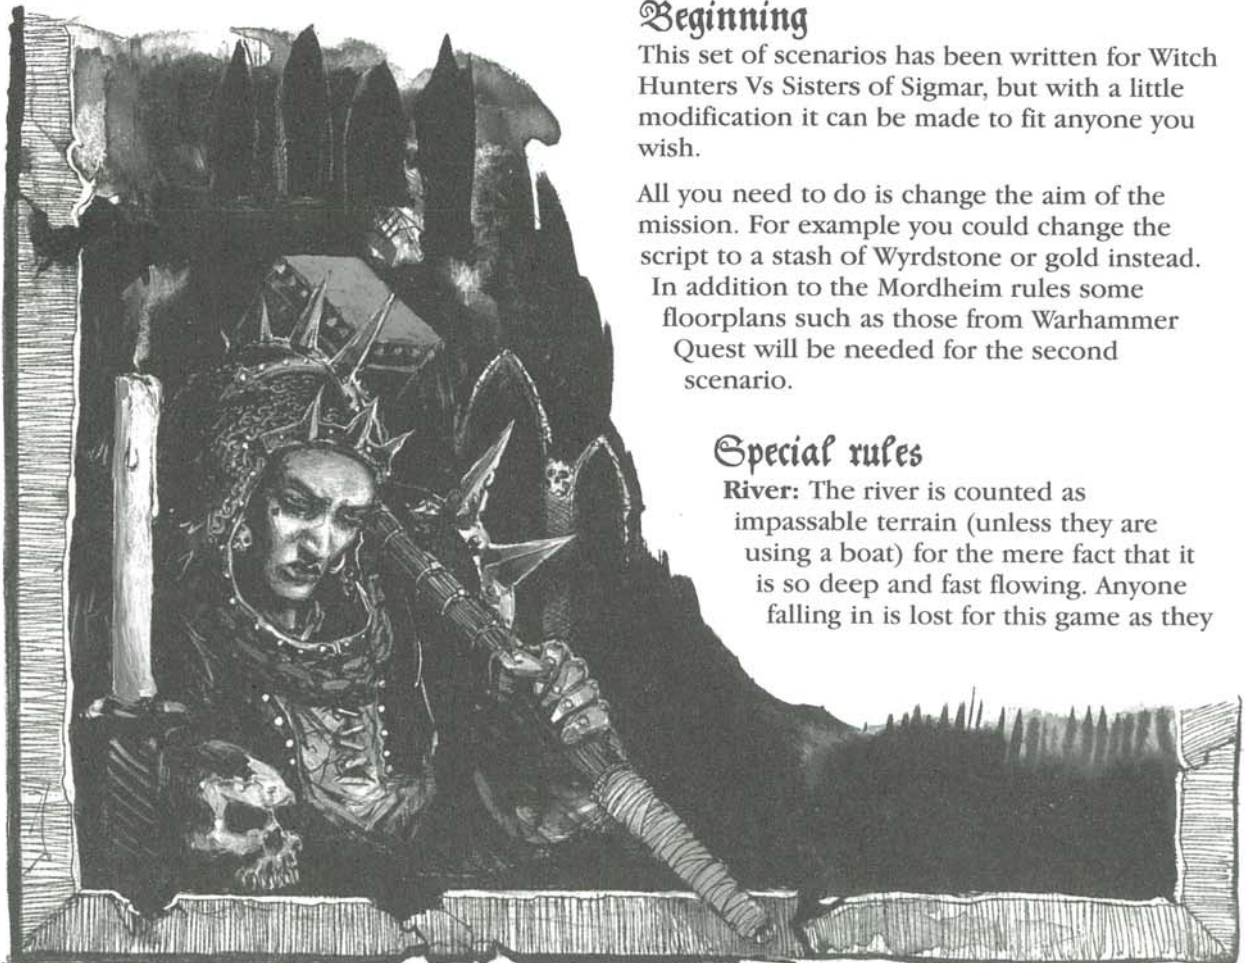 Beginning
This set of scenarios has been written for Witch
Hunters Vs Sisters of Sigmar, but with a little
modification it can be made to fit anyone you
wish.
All you need to do is change the aim of the
mission. For example you could change the
script to a stash of Wyrdstone or gold instead.
In addition to the Mordheim rules some
floorplans such as those from Warhammer
Quest will be needed for the second
scenario.
Special rules
River: The river is counted as
impassable terrain (unless they are
using a boat) for the mere fact that it
is so deep and fast flowing. Anyone
falling in is lost for this game as they